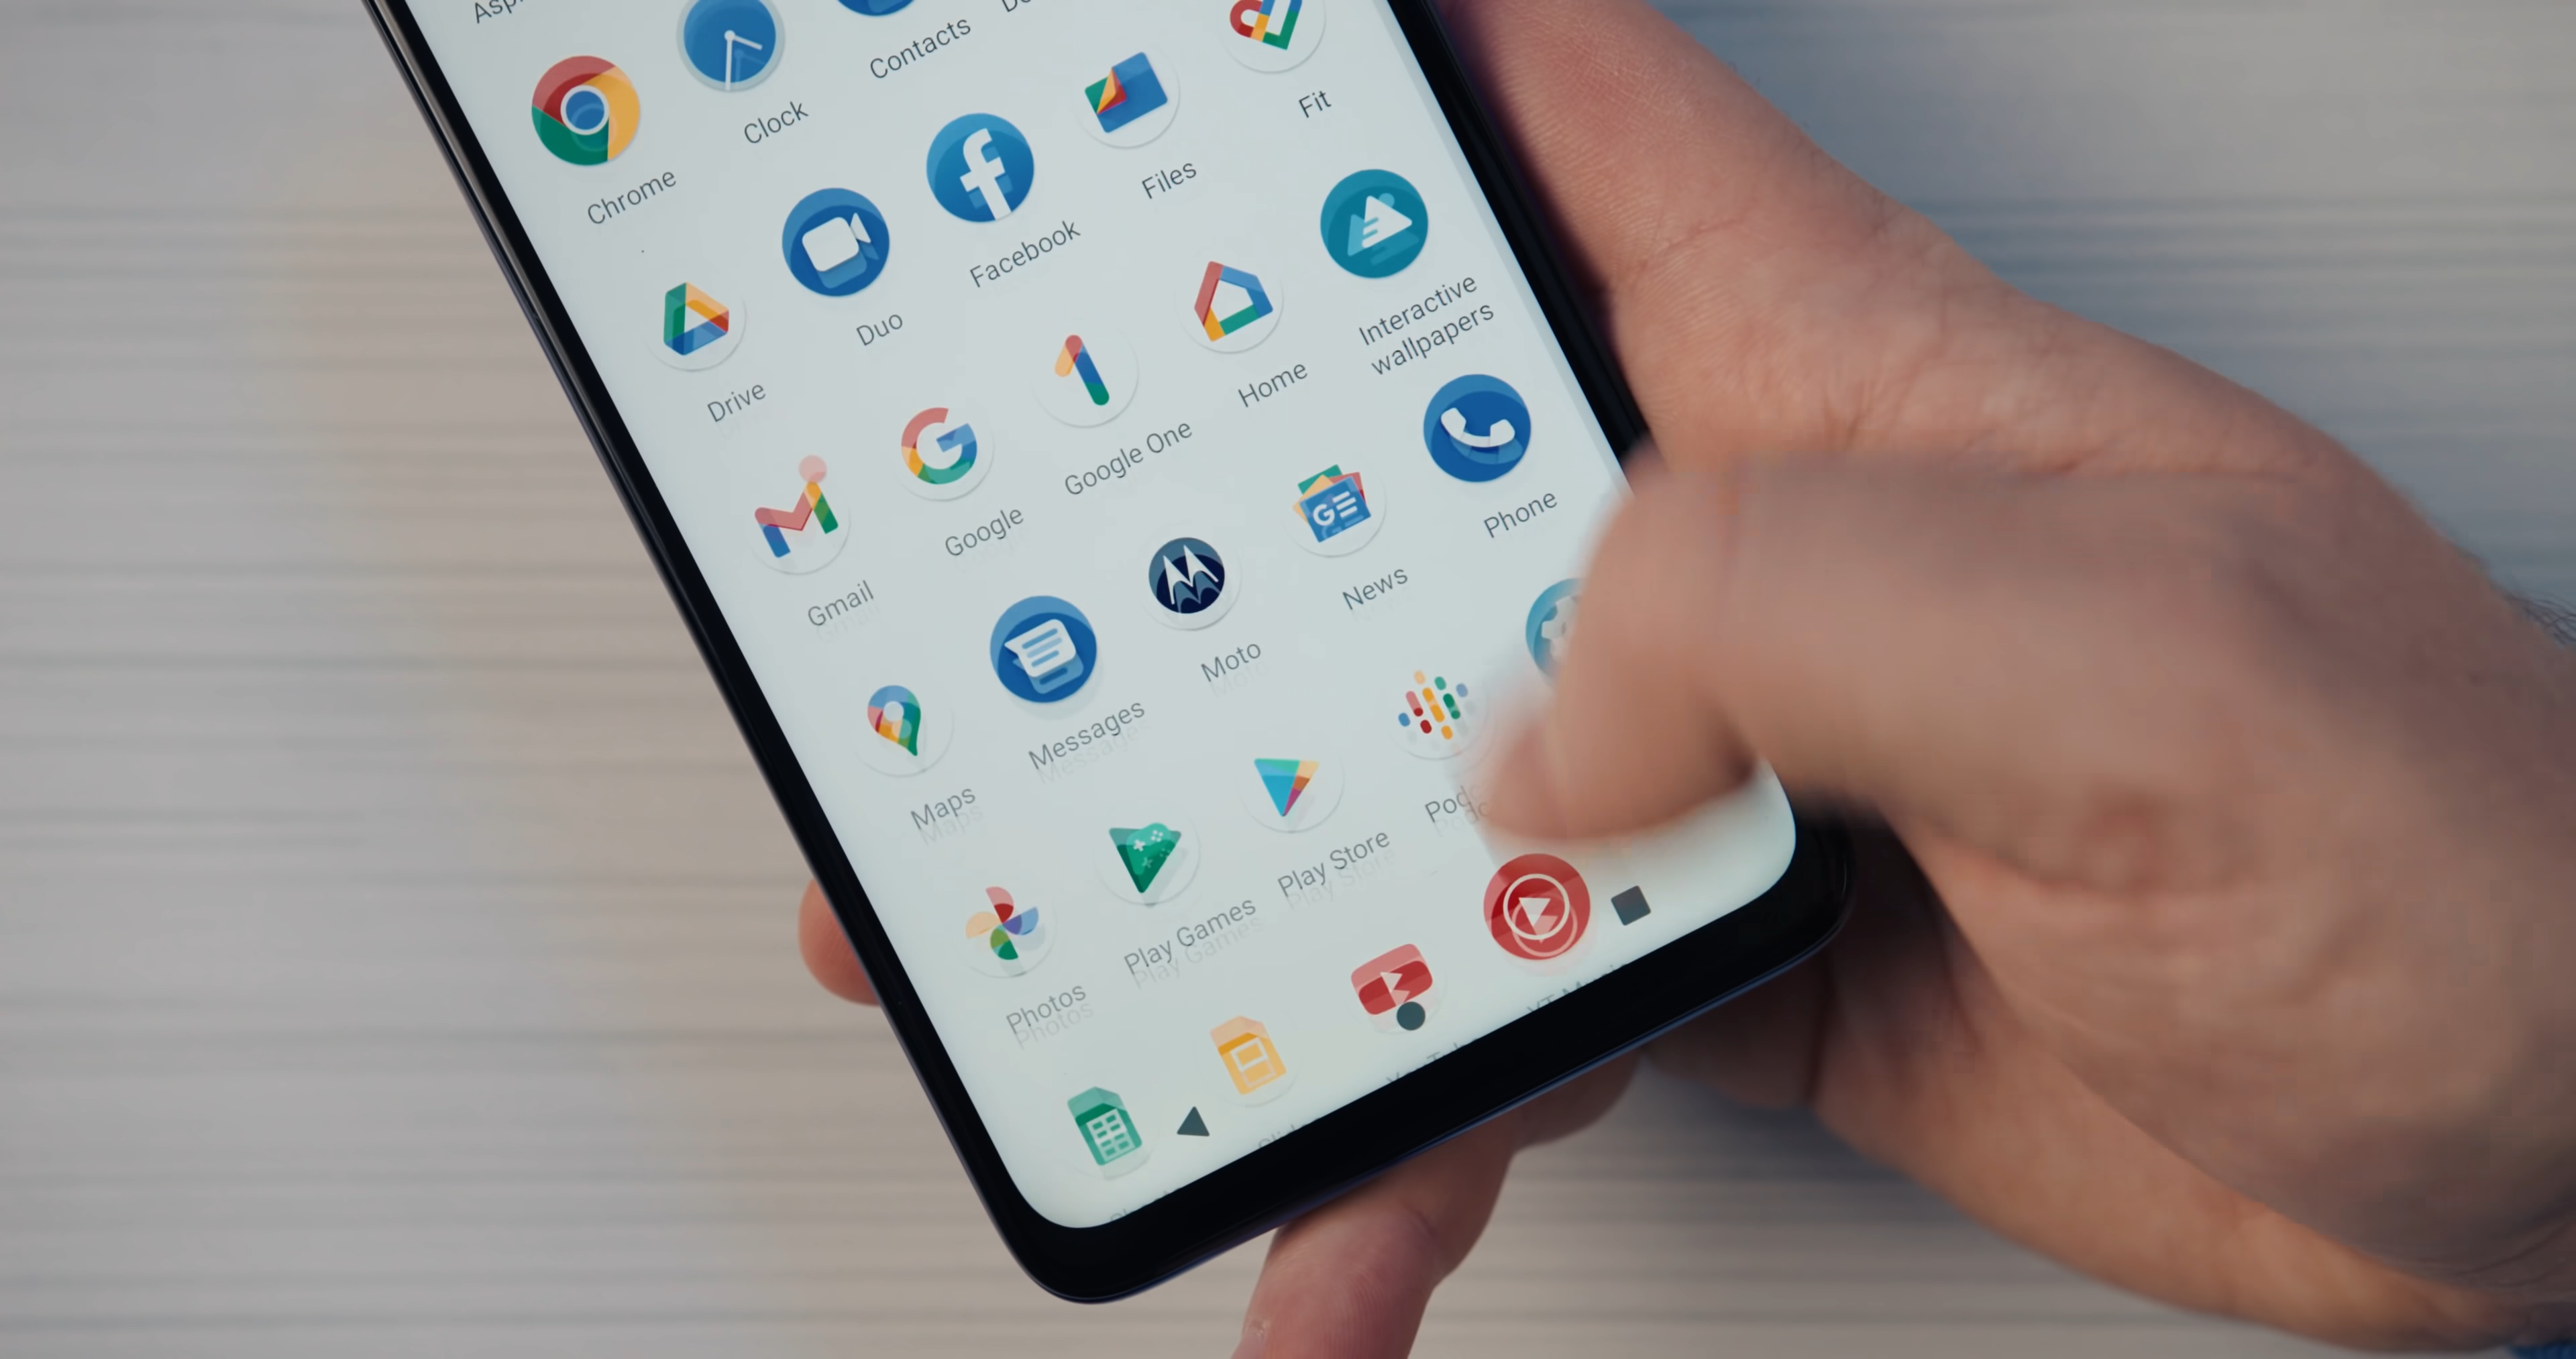 Contacts
Clock
Chrome
Fit
Files
Facebook
Duo
Drive
Interactive
wallpapers
Home
Google One
Google
Gmail
Phone
News
Moto
Messages
Maps
Play Store
Play Games
Photos